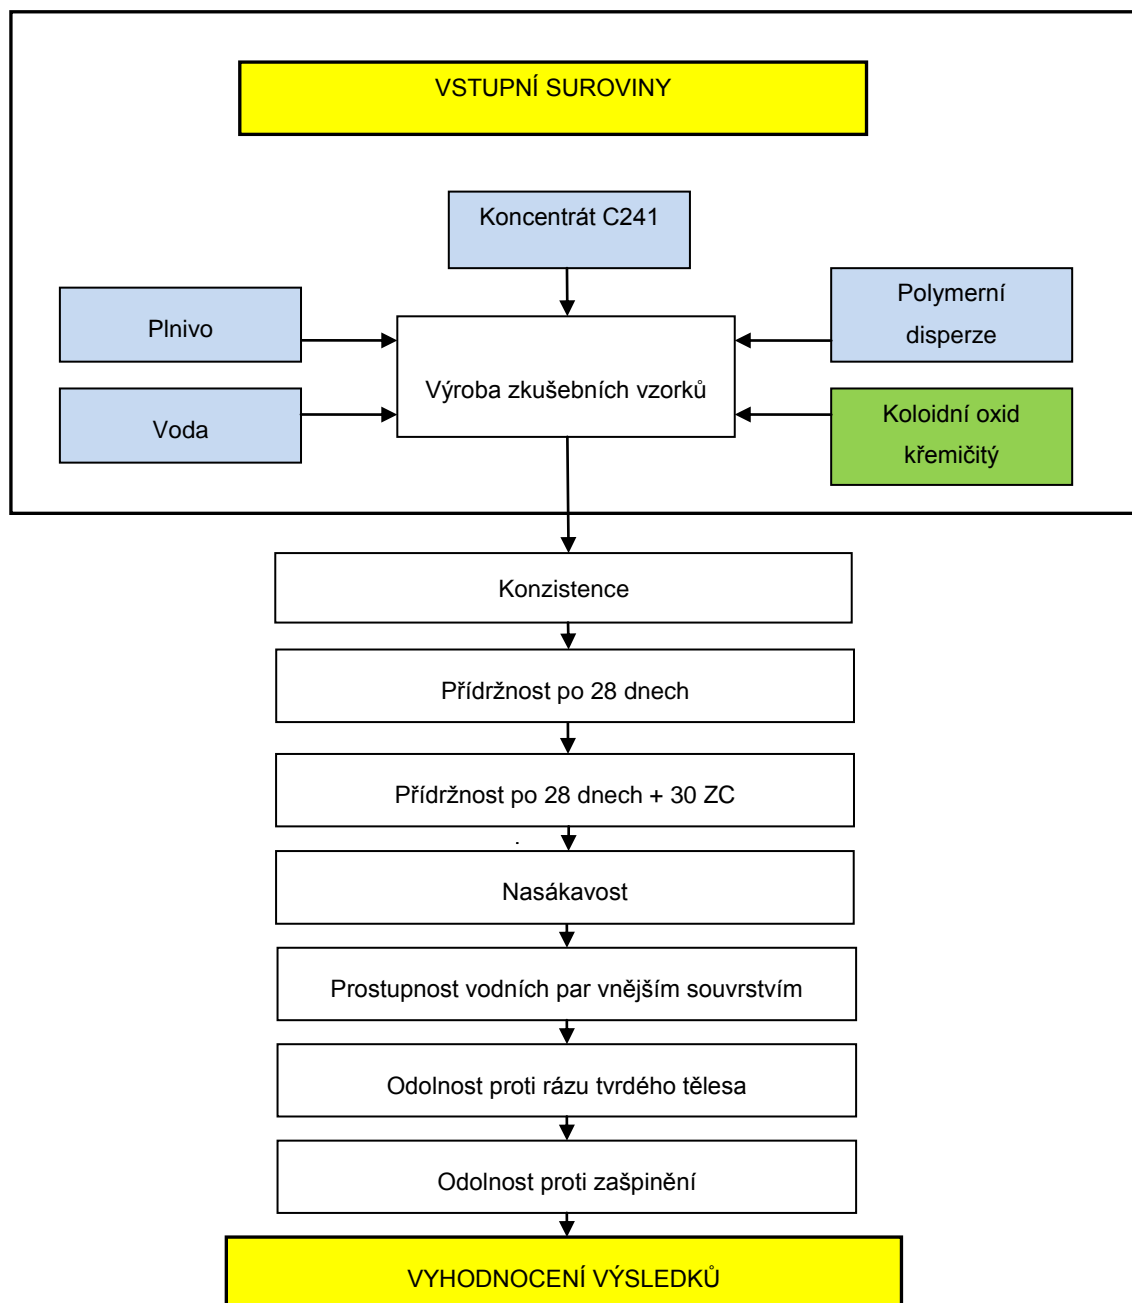 VSTUPNÍ SUROVINY
Koncentrát C241
Plnivo
Polymerní
disperze
Výroba zkušebních vzorků
Voda
Koloidní oxid
křemičitý
Konzistence
Přídržnost po 28 dnech
Přídržnost po 28 dnech + 30 ZC
.
Nasákavost
Prostupnost vodních par vnějším souvrstvím
Odolnost proti rázu tvrdého tělesa
Odolnost proti zašpinění
VYHODNOCENÍ VÝSLEDKŮ